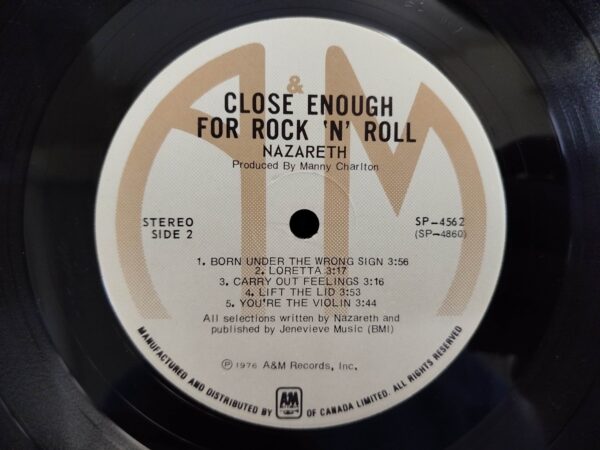 &
CLOSE ENOUGH
FOR ROCK 'N' ROLL
NAZARETH
Produced By Manny Charlton
STEREO
SIDE 2
SP-4562
(SP-4860)
1. BORN UNDER THE WRONG SIGN 3:56
2. LORETTA 3:17
3. CARRY OUT FEELINGS 3:16
4. LIFT THE LID 3:53
5. YOU'RE THE VIOLIN 3:44
All selections written by Nazareth and
published by Jenevieve Music (BMI)
Ⓟ 1976 A&M Records, Inc.
MANUFACTURED AND DISTRIBUTED BY A&M OF CANADA LIMITED. ALL RIGHTS RESERVED